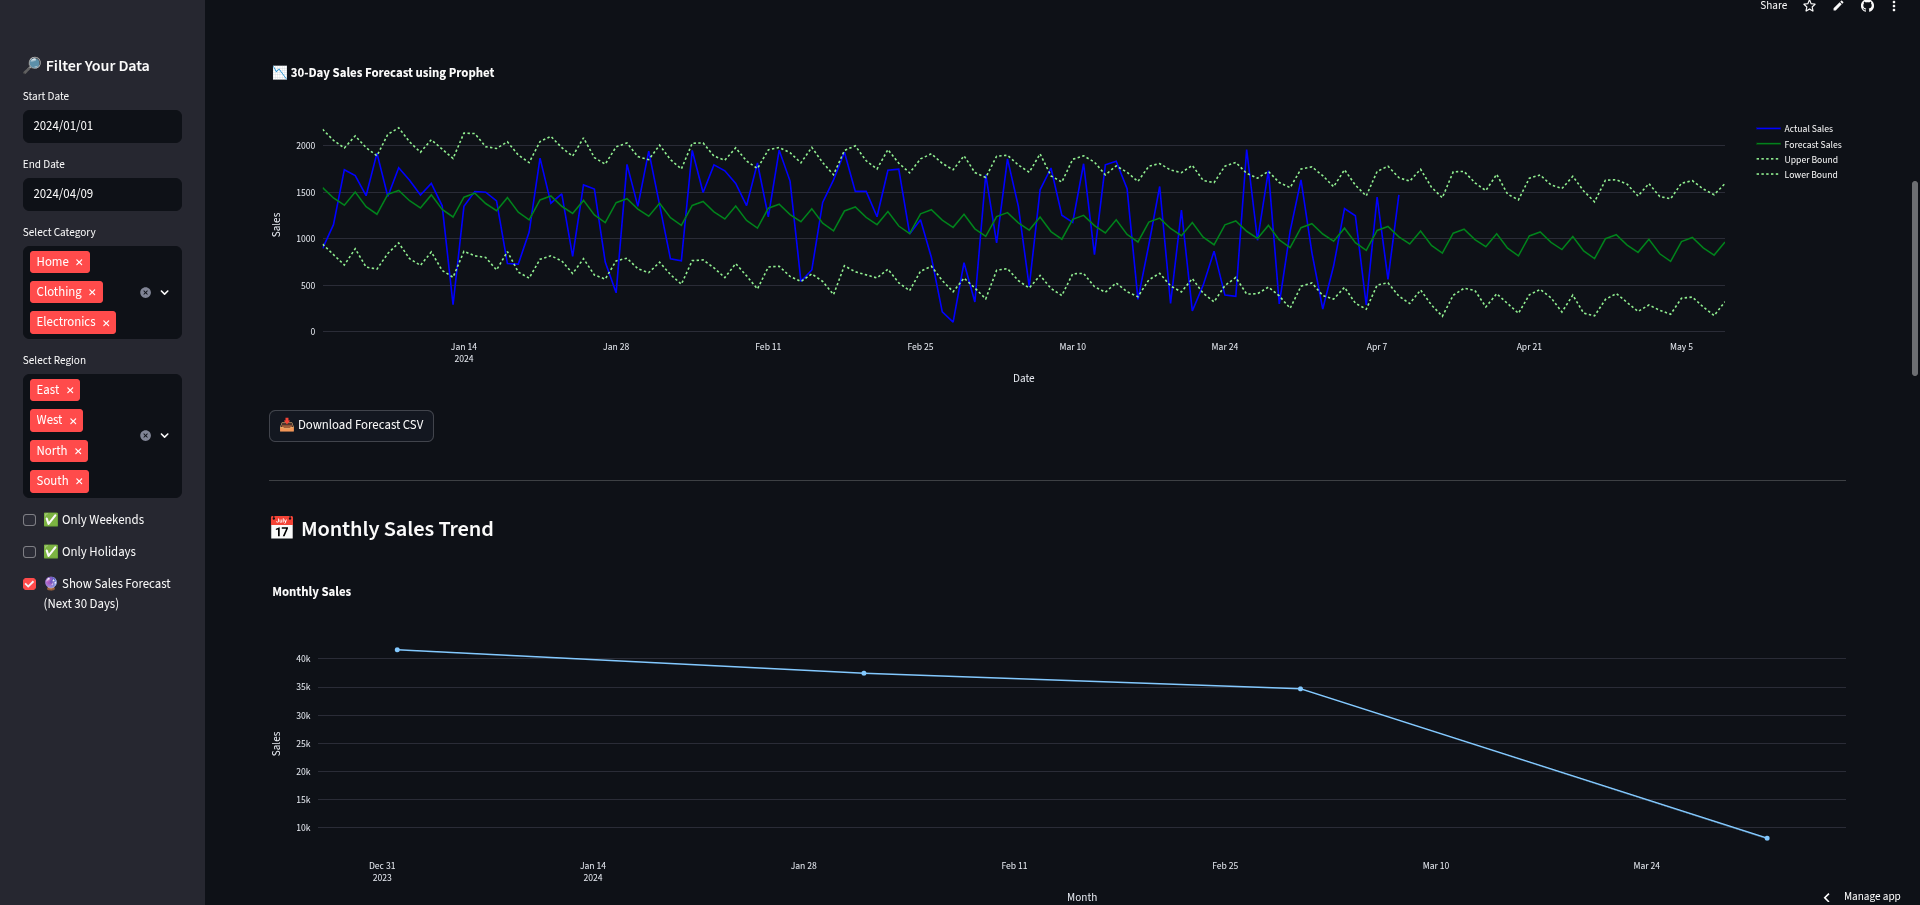 Share
🔎 Filter Your Data
Start Date
2024/01/01
End Date
2024/04/09
Select Category
Home ×
Clothing ×
Electronics ×
Select Region
East ×
West ×
North ×
South ×
✅ Only Weekends
✅ Only Holidays
🔮 Show Sales Forecast
(Next 30 Days)
📉 30-Day Sales Forecast using Prophet
Sales
2000
1500
1000
500
0
Jan 14
2024
Jan 28
Feb 11
Feb 25
Mar 10
Mar 24
Apr 7
Apr 21
May 5
Date
Actual Sales
Forecast Sales
Upper Bound
Lower Bound
📥 Download Forecast CSV
📅 Monthly Sales Trend
Monthly Sales
Sales
40k
35k
30k
25k
20k
15k
10k
Dec 31
2023
Jan 14
2024
Jan 28
Feb 11
Feb 25
Mar 10
Mar 24
Month
Manage app